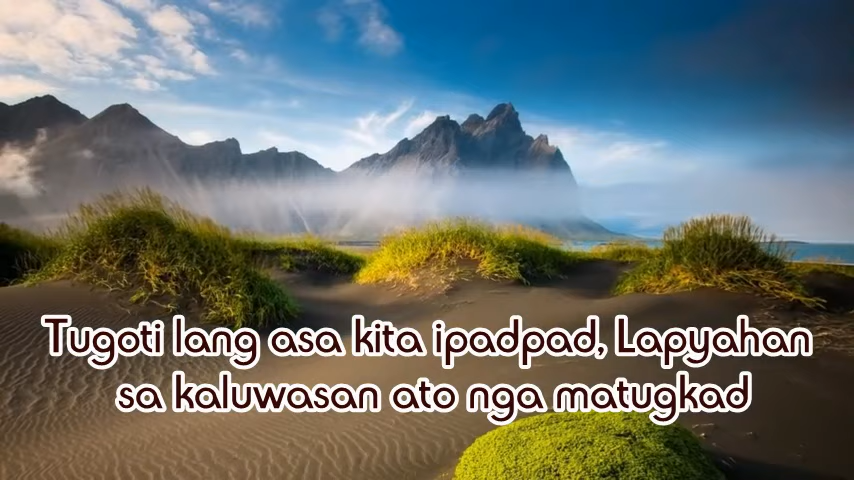 Tugoti lang asa kita ipadpad, Lapyahan
sa kaluwasan ato nga matugkad